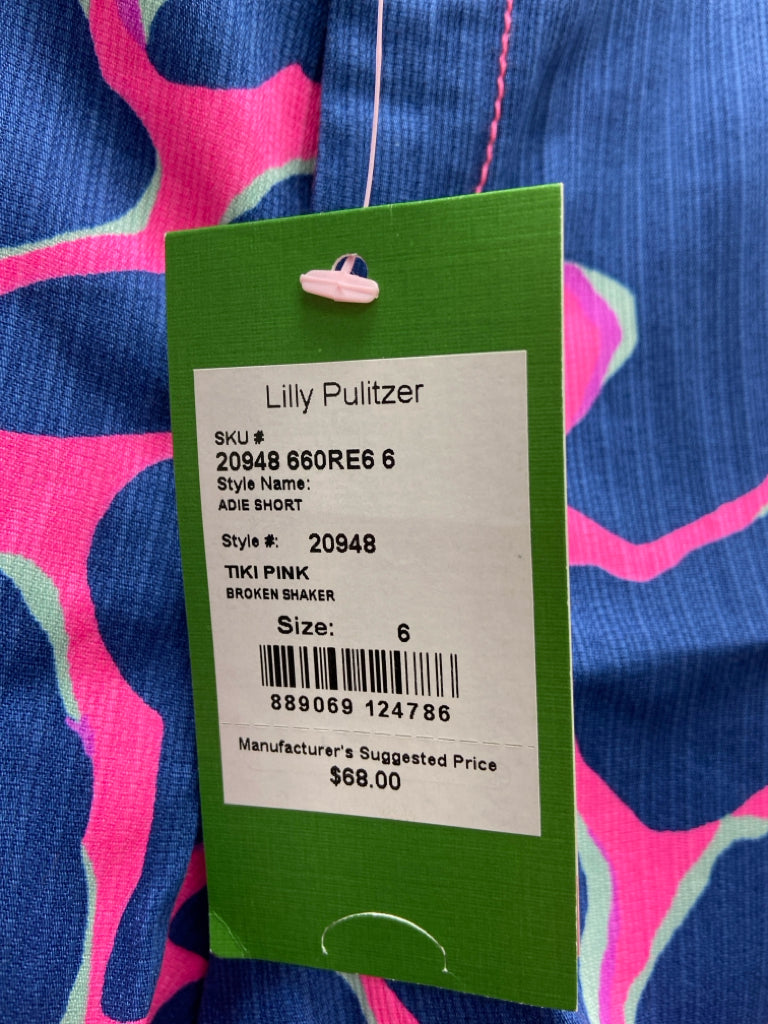 Lilly Pulitzer
SKU #
20948 660RE6 6
Style Name:
ADIE SHORT
Style #: 20948
TIKI PINK
BROKEN SHAKER
Size: 6
889069 124786
Manufacturer's Suggested Price
$68.00